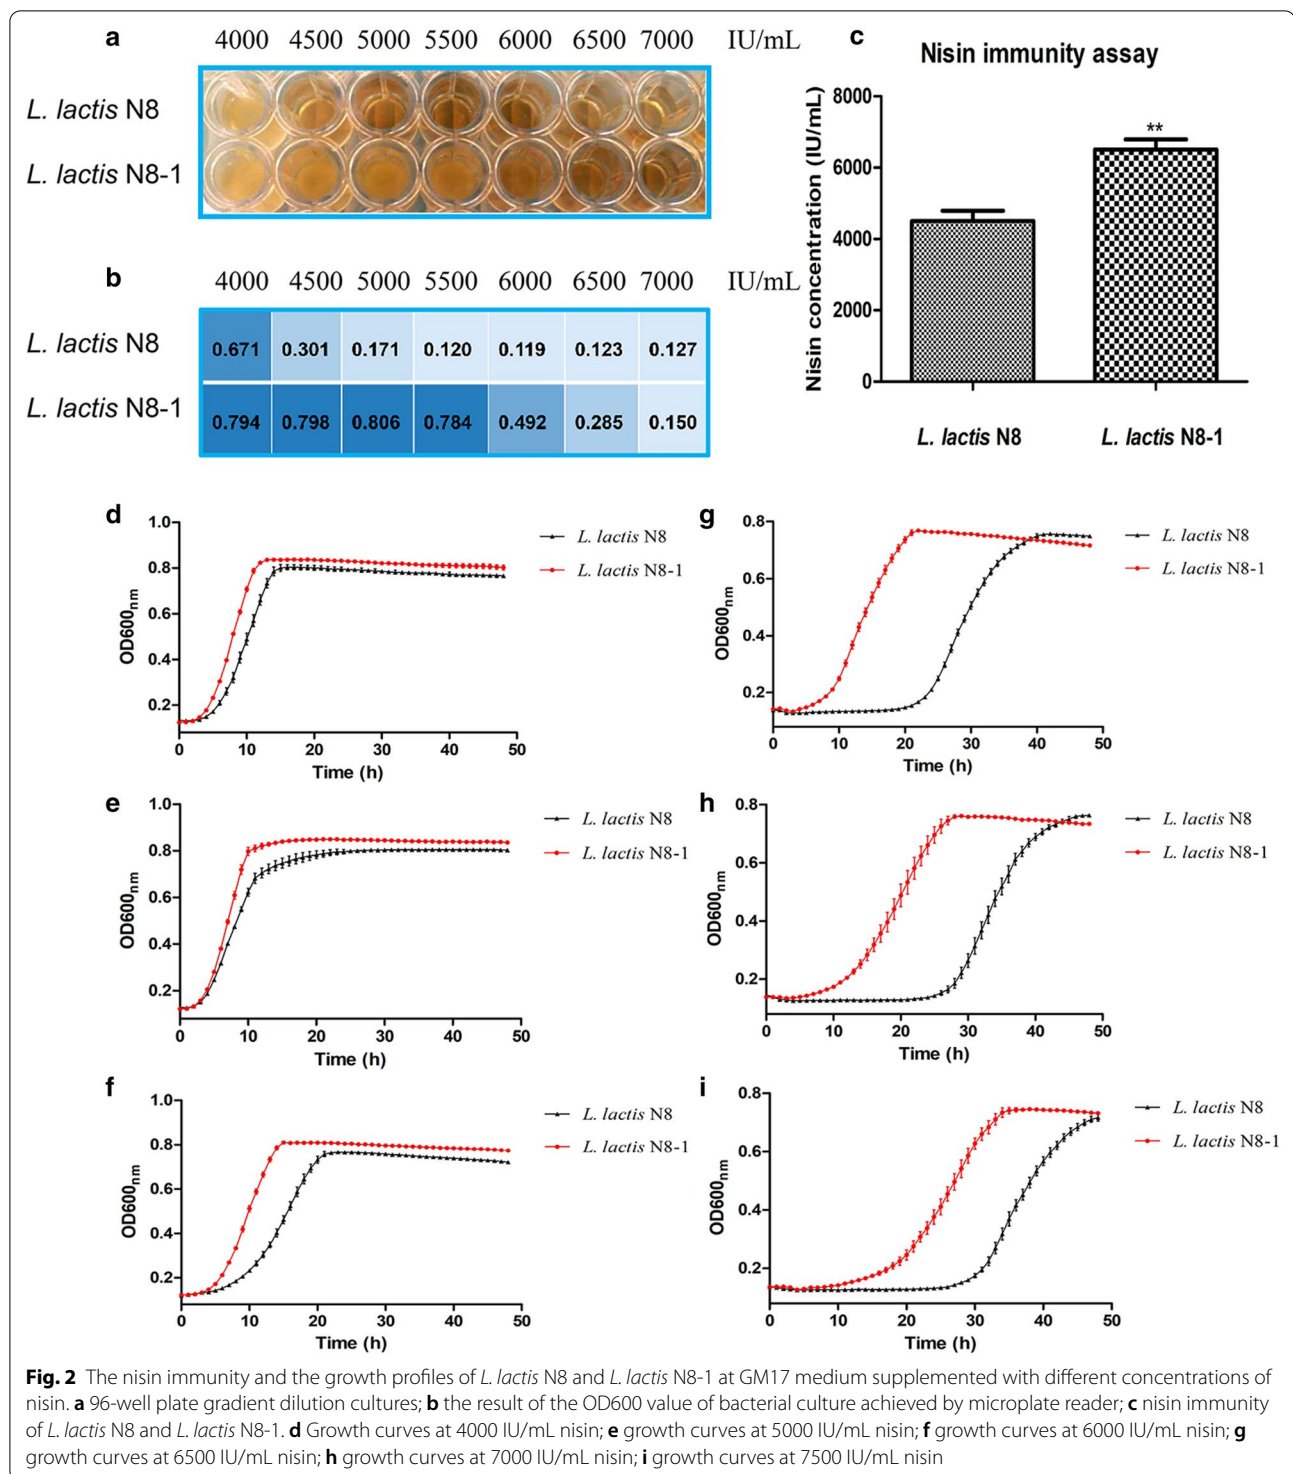 a
4000 4500 5000 5500 6000 6500 7000 IU/mL
L. lactis N8
L. lactis N8-1
b
4000 4500 5000 5500 6000 6500 7000 IU/mL
L. lactis N8
0.671 0.301 0.171 0.120 0.119 0.123 0.127
L. lactis N8-1
0.794 0.798 0.806 0.784 0.492 0.285 0.150
c
Nisin immunity assay
Nisin concentration (IU/mL)
8000
6000
4000
2000
0
**
L. lactis N8 L. lactis N8-1
d
OD600nm
1.0
0.8
0.6
0.4
0.2
0 10 20 30 40 50
Time (h)
L. lactis N8
L. lactis N8-1
e
OD600nm
1.0
0.8
0.6
0.4
0.2
0 10 20 30 40 50
Time (h)
L. lactis N8
L. lactis N8-1
f
OD600nm
1.0
0.8
0.6
0.4
0.2
0 10 20 30 40 50
Time (h)
L. lactis N8
L. lactis N8-1
g
OD600nm
0.8
0.6
0.4
0.2
0 10 20 30 40 50
Time (h)
L. lactis N8
L. lactis N8-1
h
OD600nm
0.8
0.6
0.4
0.2
0 10 20 30 40 50
Time (h)
L. lactis N8
L. lactis N8-1
i
OD600nm
0.8
0.6
0.4
0.2
0 10 20 30 40 50
Time (h)
L. lactis N8
L. lactis N8-1
Fig. 2 The nisin immunity and the growth profiles of L. lactis N8 and L. lactis N8-1 at GM17 medium supplemented with different concentrations of
nisin. a 96-well plate gradient dilution cultures; b the result of the OD600 value of bacterial culture achieved by microplate reader; c nisin immunity
of L. lactis N8 and L. lactis N8-1. d Growth curves at 4000 IU/mL nisin; e growth curves at 5000 IU/mL nisin; f growth curves at 6000 IU/mL nisin; g
growth curves at 6500 IU/mL nisin; h growth curves at 7000 IU/mL nisin; i growth curves at 7500 IU/mL nisin